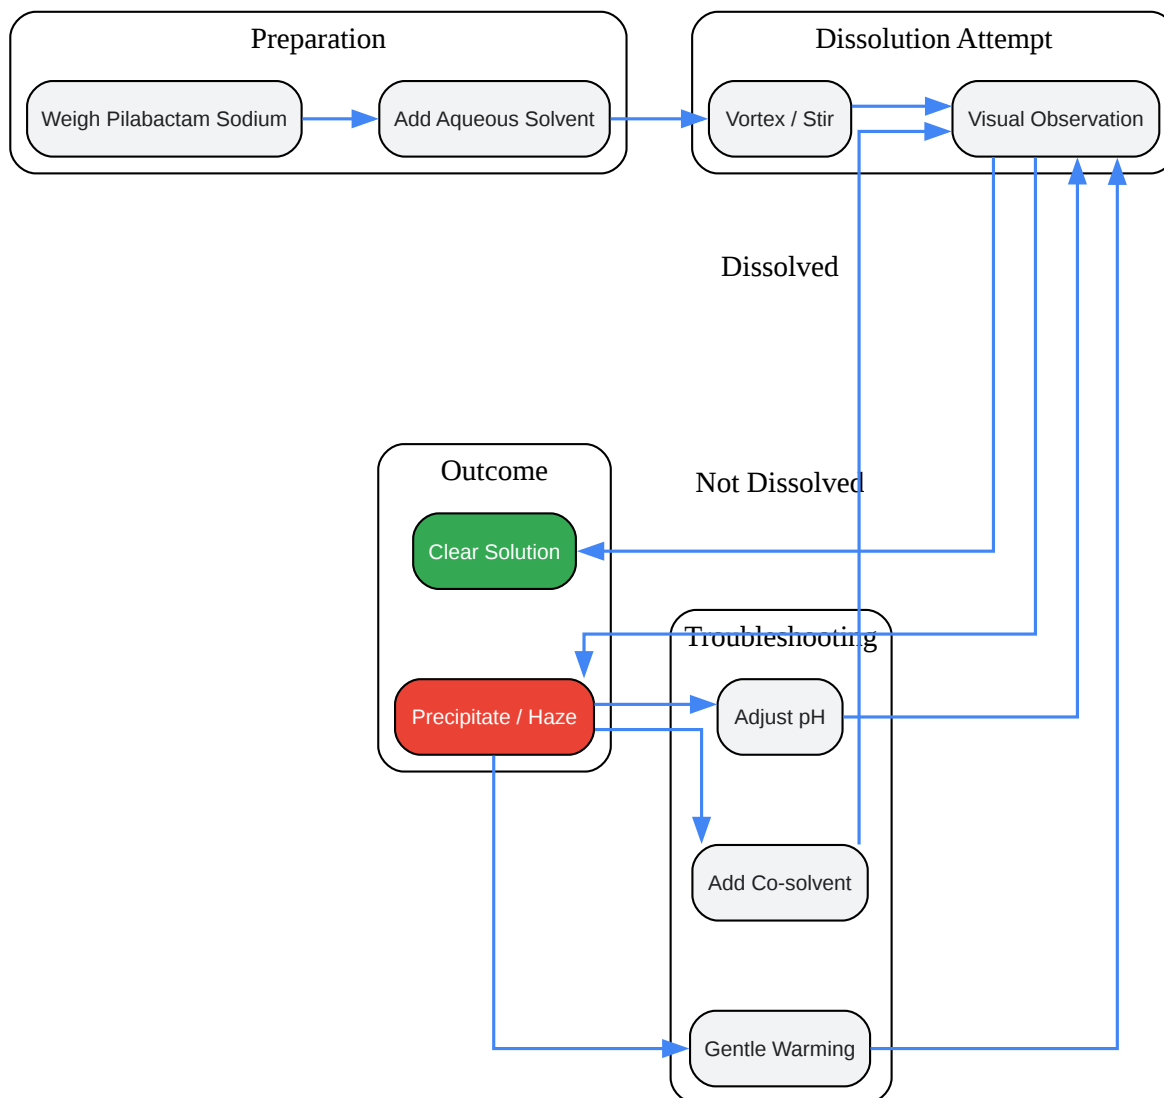 Preparation
Dissolution Attempt
Weigh Pilabactam Sodium
Add Aqueous Solvent
Vortex / Stir
Visual Observation
Dissolved
Outcome
Not Dissolved
Clear Solution
Troubleshooting
Precipitate / Haze
Adjust pH
Add Co-solvent
Gentle Warming